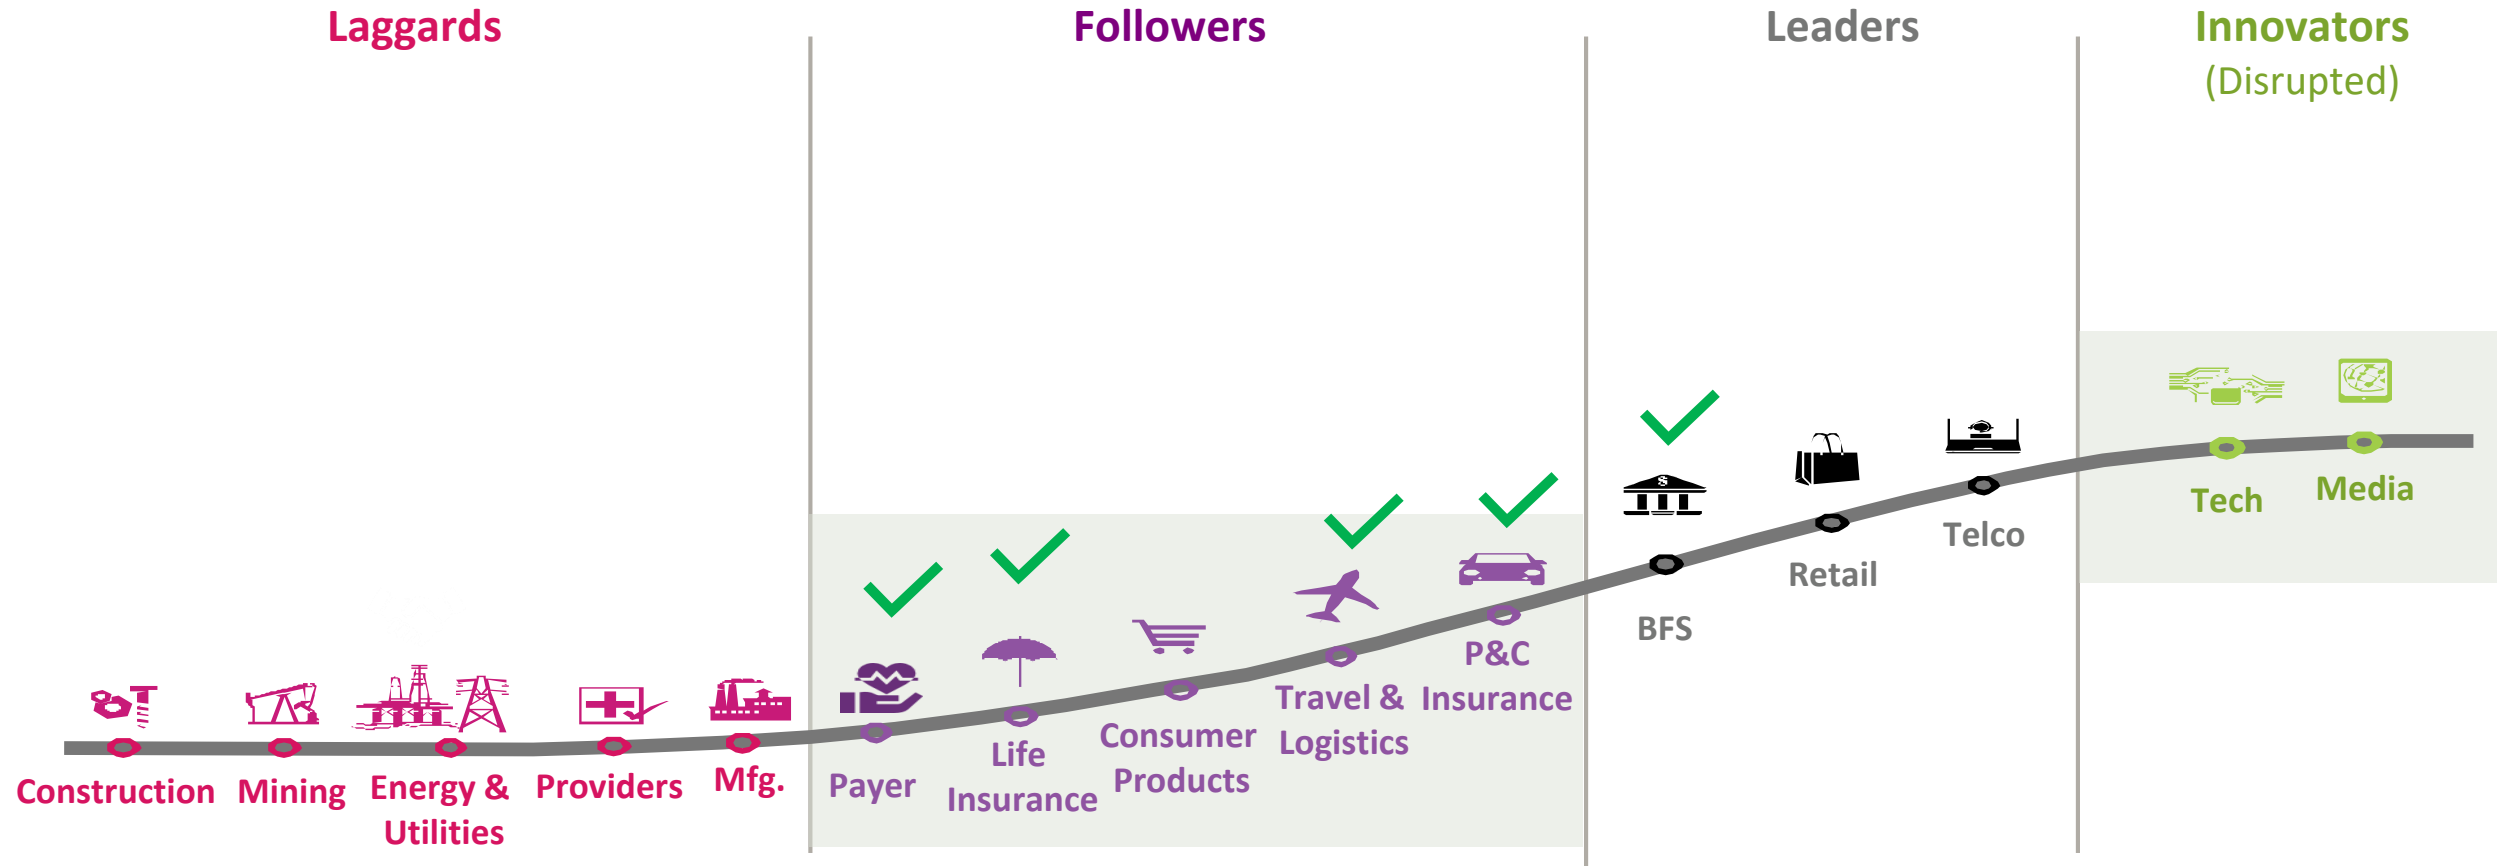 Laggards
Followers
Leaders
Innovators
(Disrupted)
Construction
Mining
Energy &
Utilities
Providers
Mfg.
Payer
Life
Insurance
Consumer
Products
Travel &
Logistics
P&C
Insurance
BFS
Retail
Telco
Tech
Media